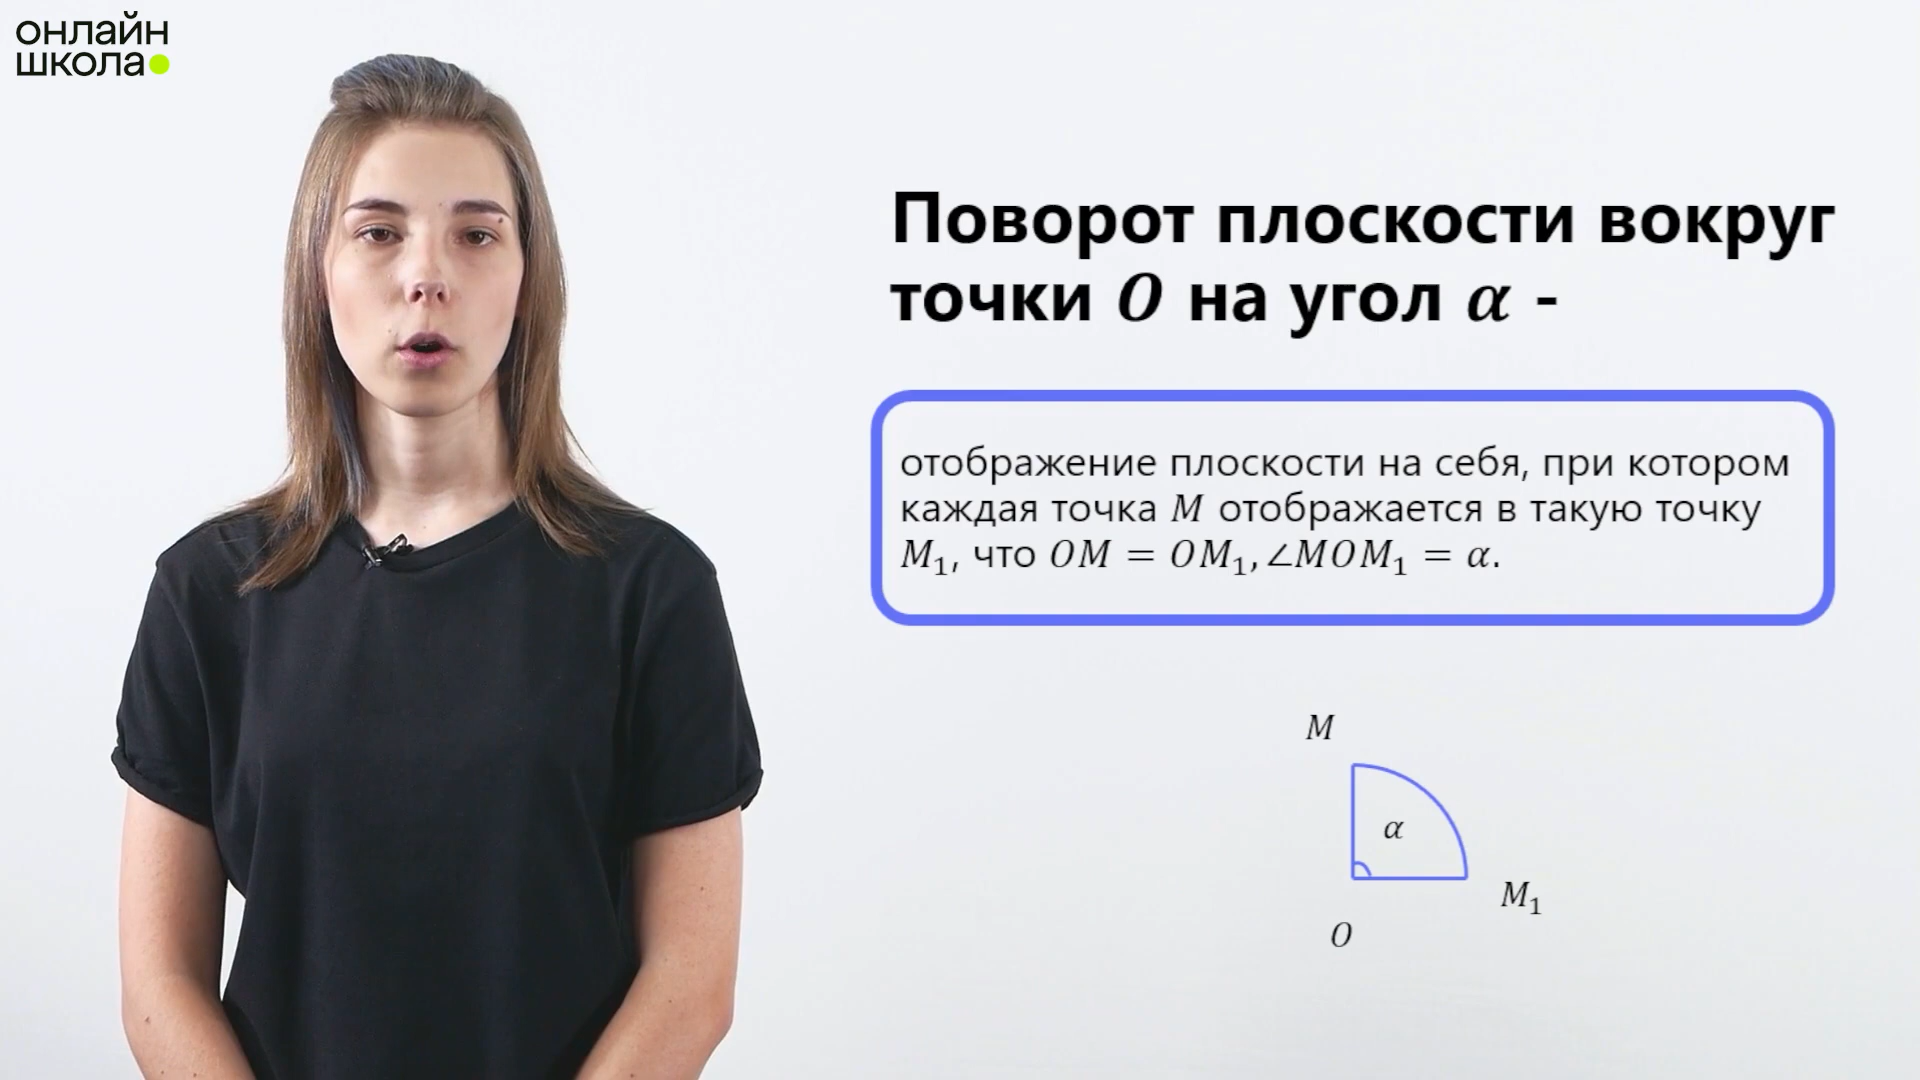 онлайн
школа
Поворот плоскости вокруг
точки O на угол α -
отображение плоскости на себя, при котором
каждая точка M отображается в такую точку
M₁, что OM = OM₁, ∠MOM₁ = α.
M
α
M₁
O